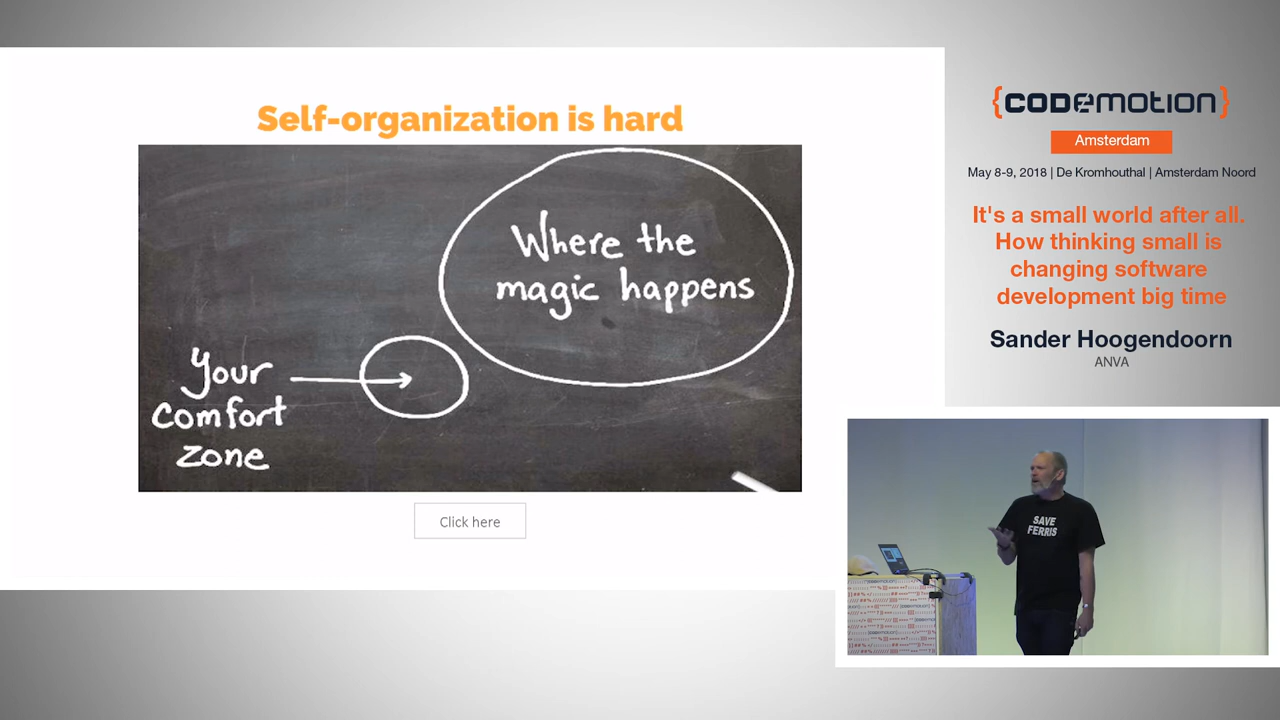 Self-organization is hard
Where the
magic happens
Your
comfort
zone
Click here
{CODEMOTION}
Amsterdam
May 8-9, 2018 | De Kromhouthal | Amsterdam Noord
It's a small world after all.
How thinking small is
changing software
development big time
Sander Hoogendoorn
ANVA
SAVE
FERRIS